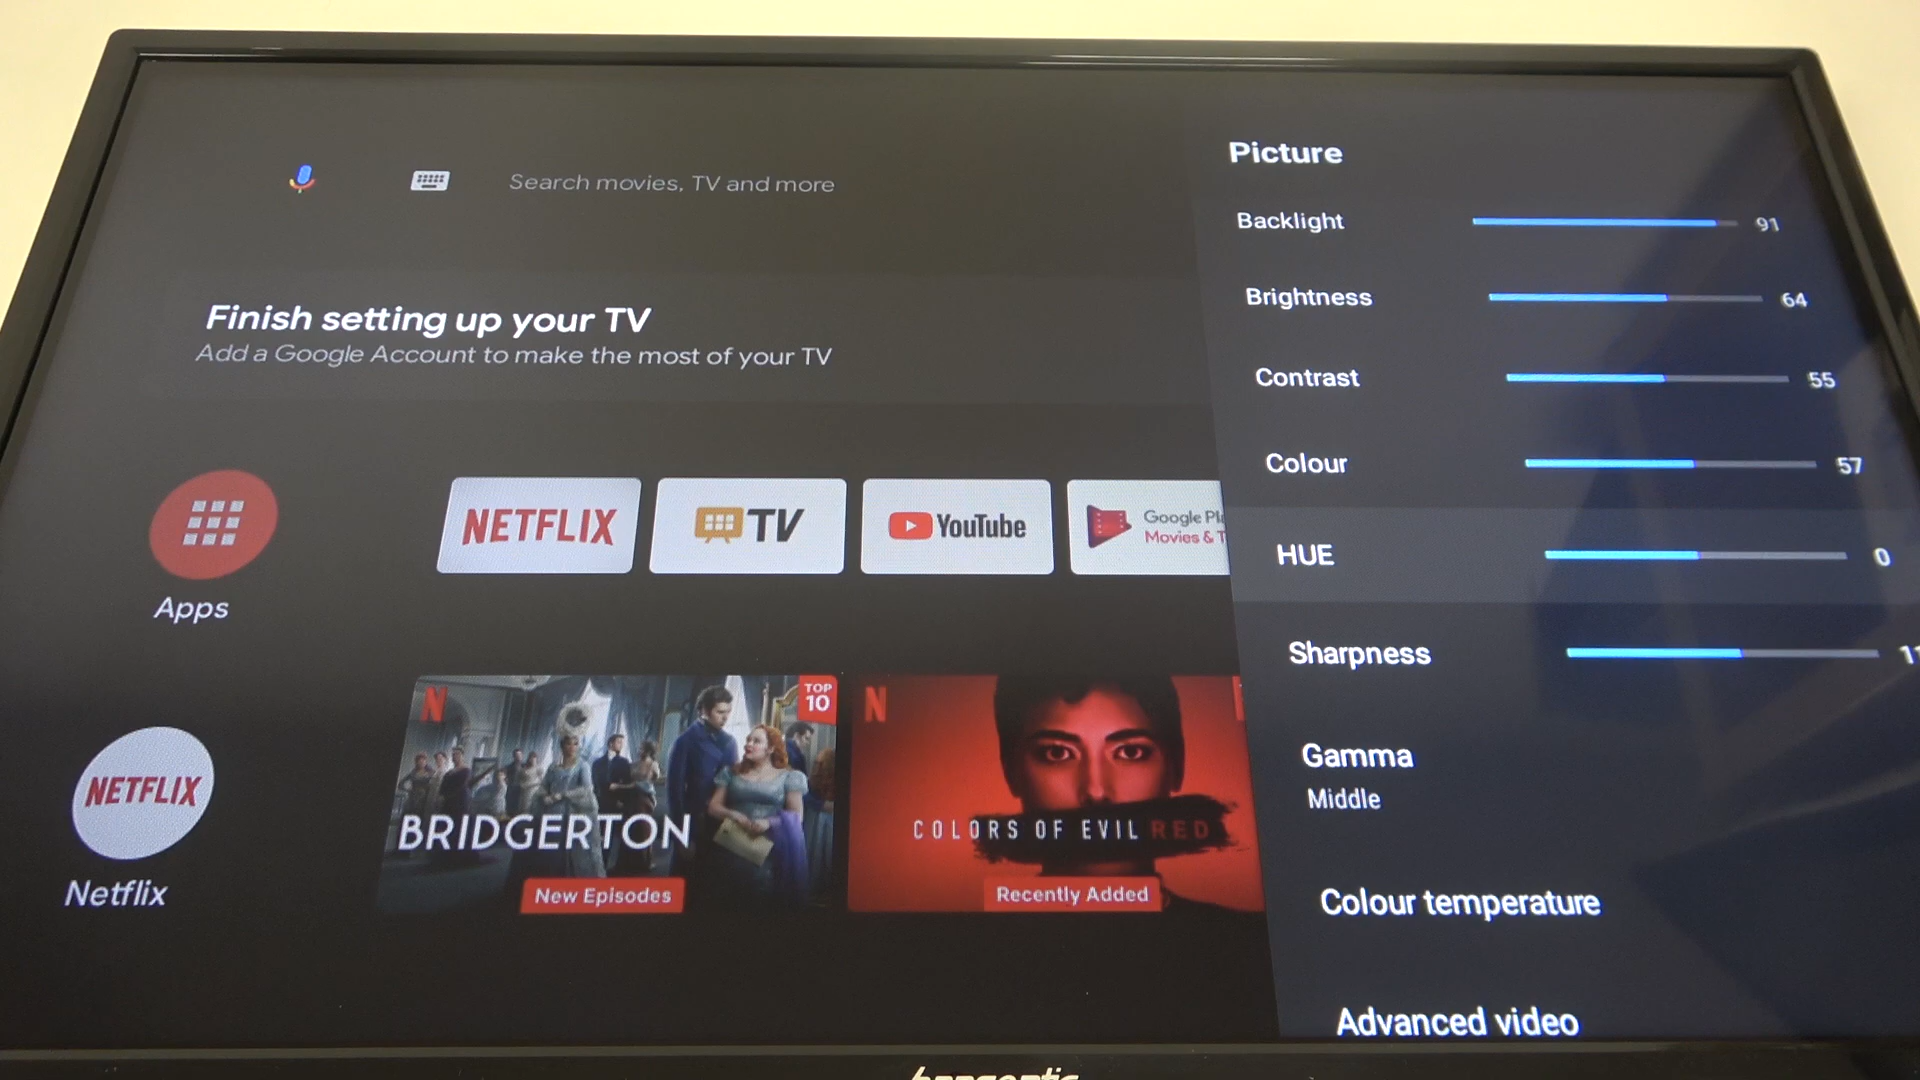 Search movies, TV and more
Finish setting up your TV
Add a Google Account to make the most of your TV
Apps
NETFLIX
TV
YouTube
Google
Movies & T
NETFLIX
Netflix
N
TOP
10
BRIDGERTON
New Episodes
N
COLORS OF EVIL RED
Recently Added
Picture
Backlight 91
Brightness 64
Contrast 55
Colour 57
HUE 0
Sharpness
Gamma
Middle
Colour temperature
Advanced video